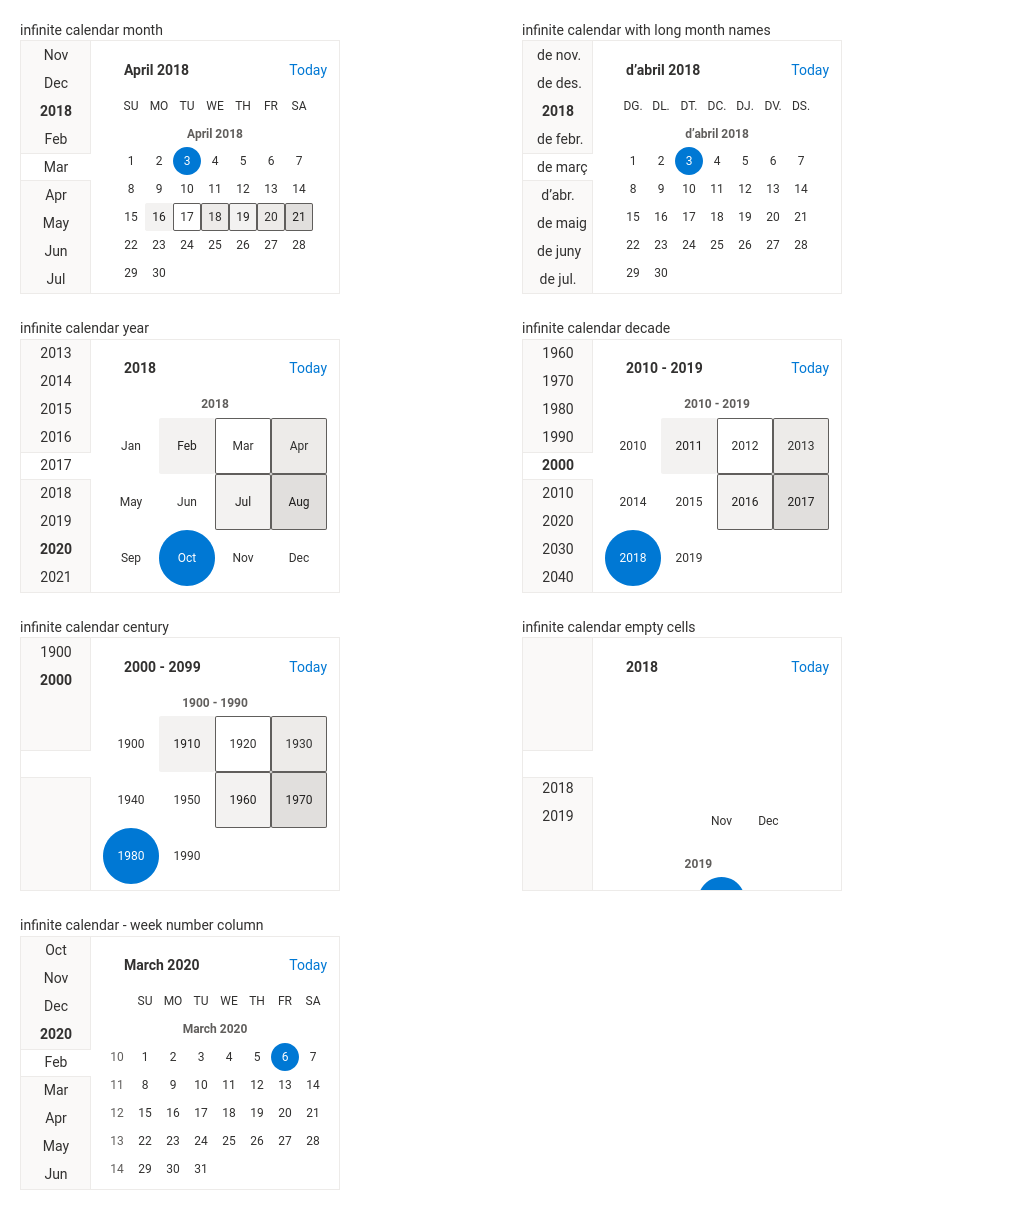 infinite calendar month
Nov
Dec
2018
Feb
Mar
Apr
May
Jun
Jul
April 2018 Today
SU MO TU WE TH FR SA
April 2018
1 2 3 4 5 6 7
8 9 10 11 12 13 14
15 16 17 18 19 20 21
22 23 24 25 26 27 28
29 30
infinite calendar with long month names
de nov.
de des.
2018
de febr.
de març
d’abr.
de maig
de juny
de jul.
d’abril 2018 Today
DG. DL. DT. DC. DJ. DV. DS.
d’abril 2018
1 2 3 4 5 6 7
8 9 10 11 12 13 14
15 16 17 18 19 20 21
22 23 24 25 26 27 28
29 30
infinite calendar year
2013
2014
2015
2016
2017
2018
2019
2020
2021
2018 Today
2018
Jan Feb Mar Apr
May Jun Jul Aug
Sep Oct Nov Dec
infinite calendar decade
1960
1970
1980
1990
2000
2010
2020
2030
2040
2010 - 2019 Today
2010 - 2019
2010 2011 2012 2013
2014 2015 2016 2017
2018 2019
infinite calendar century
1900
2000
2000 - 2099 Today
1900 - 1990
1900 1910 1920 1930
1940 1950 1960 1970
1980 1990
infinite calendar empty cells
2018
2019
2018 Today
Nov Dec
2019
infinite calendar - week number column
Oct
Nov
Dec
2020
Feb
Mar
Apr
May
Jun
March 2020 Today
SU MO TU WE TH FR SA
March 2020
10 1 2 3 4 5 6 7
11 8 9 10 11 12 13 14
12 15 16 17 18 19 20 21
13 22 23 24 25 26 27 28
14 29 30 31